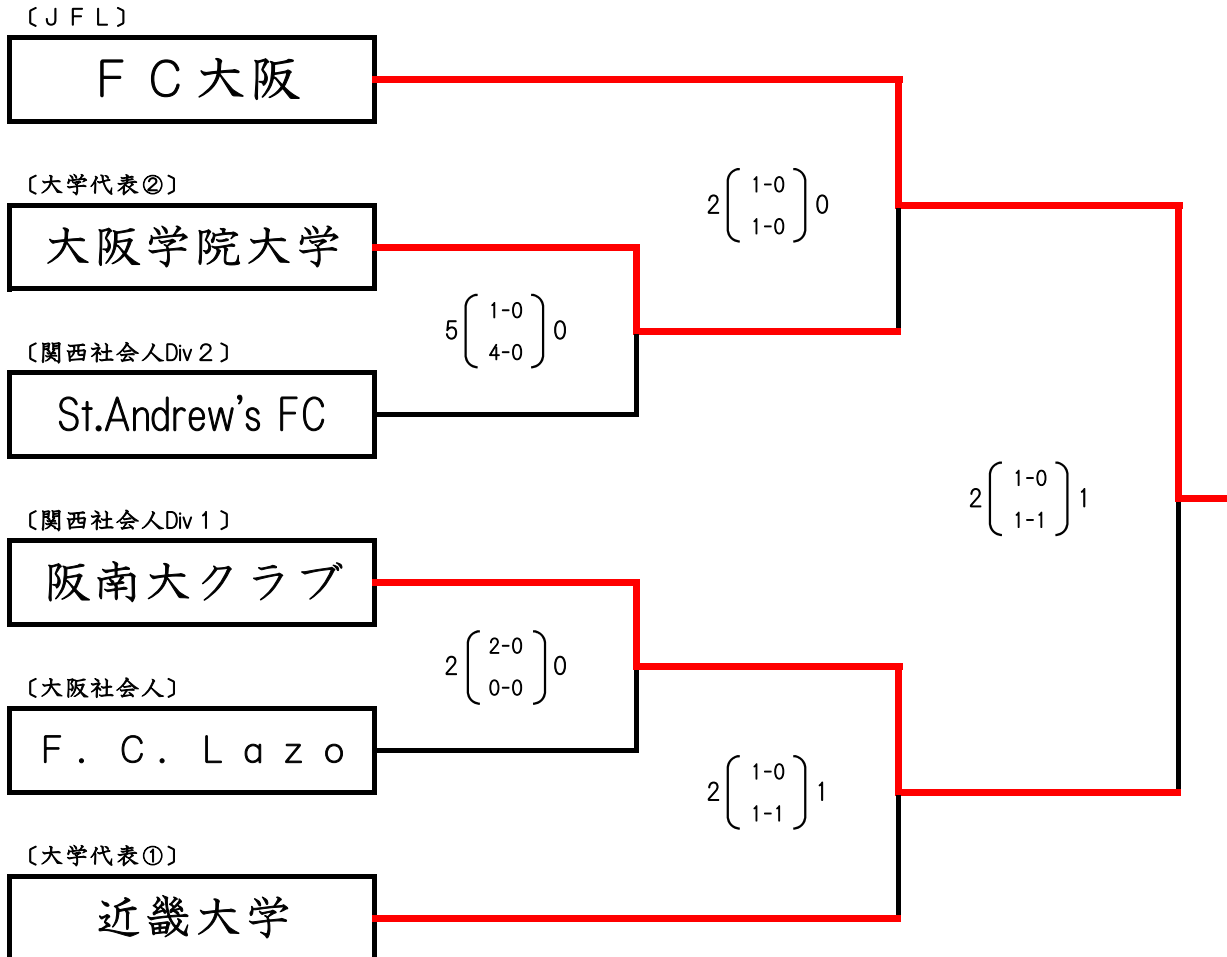 〔ＪＦＬ〕
ＦＣ大阪
〔大学代表②〕
大阪学院大学
〔関西社会人Div２〕
St.Andrew's FC
〔関西社会人Div１〕
阪南大クラブ
〔大阪社会人〕
Ｆ．Ｃ．Ｌａｚｏ
〔大学代表①〕
近畿大学
5 1-0 0
4-0
2 2-0 0
0-0
2 1-0 0
1-0
2 1-0 1
1-1
2 1-0 1
1-1